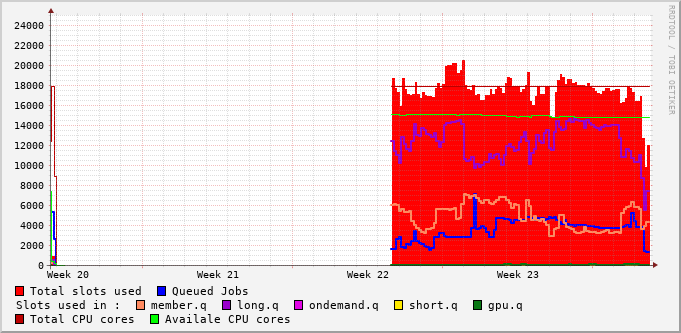 24000
22000
20000
18000
16000
14000
12000
10000
8000
6000
4000
2000
0
Week 20 Week 21 Week 22 Week 23
RRDTOOL / TOBI OETIKER
Total slots used Queued Jobs
Slots used in : member.q long.q ondemand.q short.q gpu.q
Total CPU cores Availale CPU cores